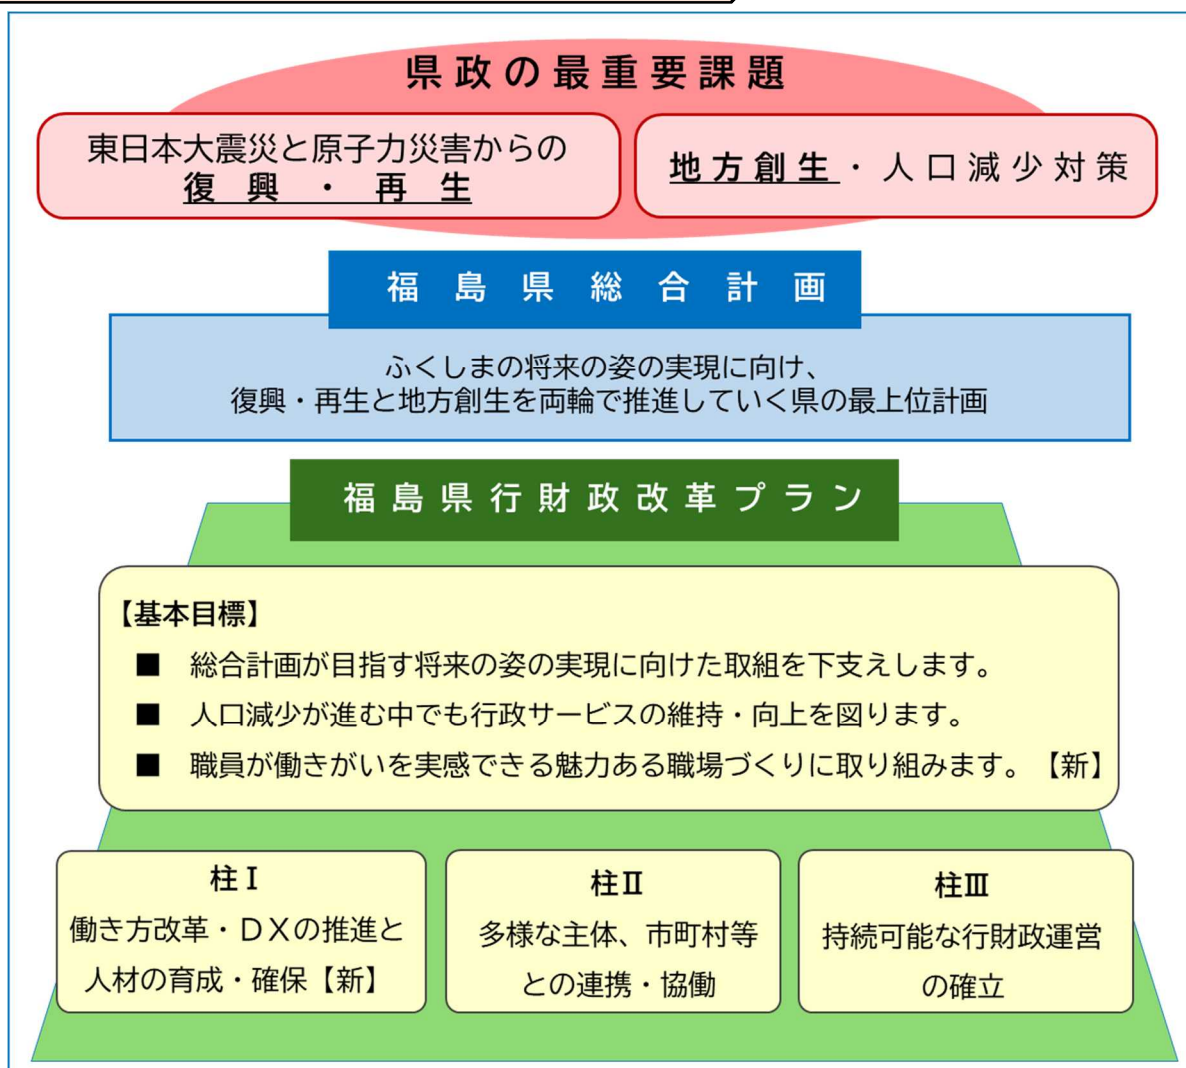 県政の最重要課題
東日本大震災と原子力災害からの
復興・再生
地方創生・人口減少対策
福島県総合計画
ふくしまの将来の姿の実現に向け、
復興・再生と地方創生を両輪で推進していく県の最上位計画
福島県行財政改革プラン
【基本目標】
■ 総合計画が目指す将来の姿の実現に向けた取組を下支えします。
■ 人口減少が進む中でも行政サービスの維持・向上を図ります。
■ 職員が働きがいを実感できる魅力ある職場づくりに取り組みます。【新】
柱Ⅰ
働き方改革・ＤＸの推進と
人材の育成・確保【新】
柱Ⅱ
多様な主体、市町村等
との連携・協働
柱Ⅲ
持続可能な行財政運営
の確立